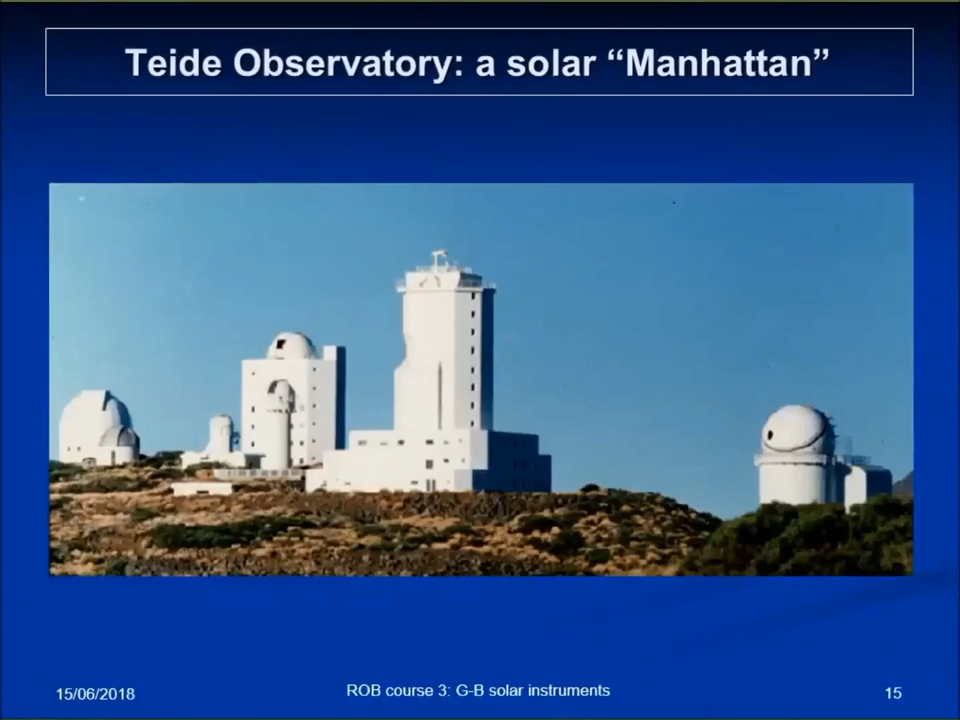 Teide Observatory: a solar “Manhattan”
15/06/2018
ROB course 3: G-B solar instruments
15